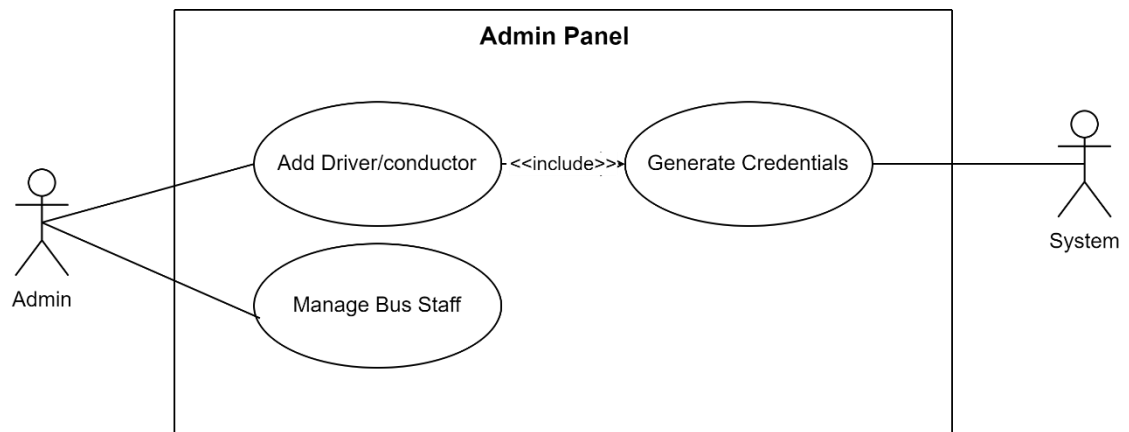 Admin Panel
Add Driver/conductor
<<include>>
Generate Credentials
System
Admin
Manage Bus Staff